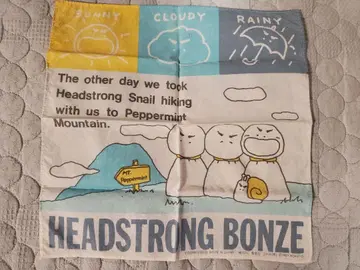 SUNNY
CLOUDY
RAINY
The other day we took
Headstrong Snail hiking
with us to Peppermint
Mountain.
MT.
Peppermint
HEADSTRONG BONZE